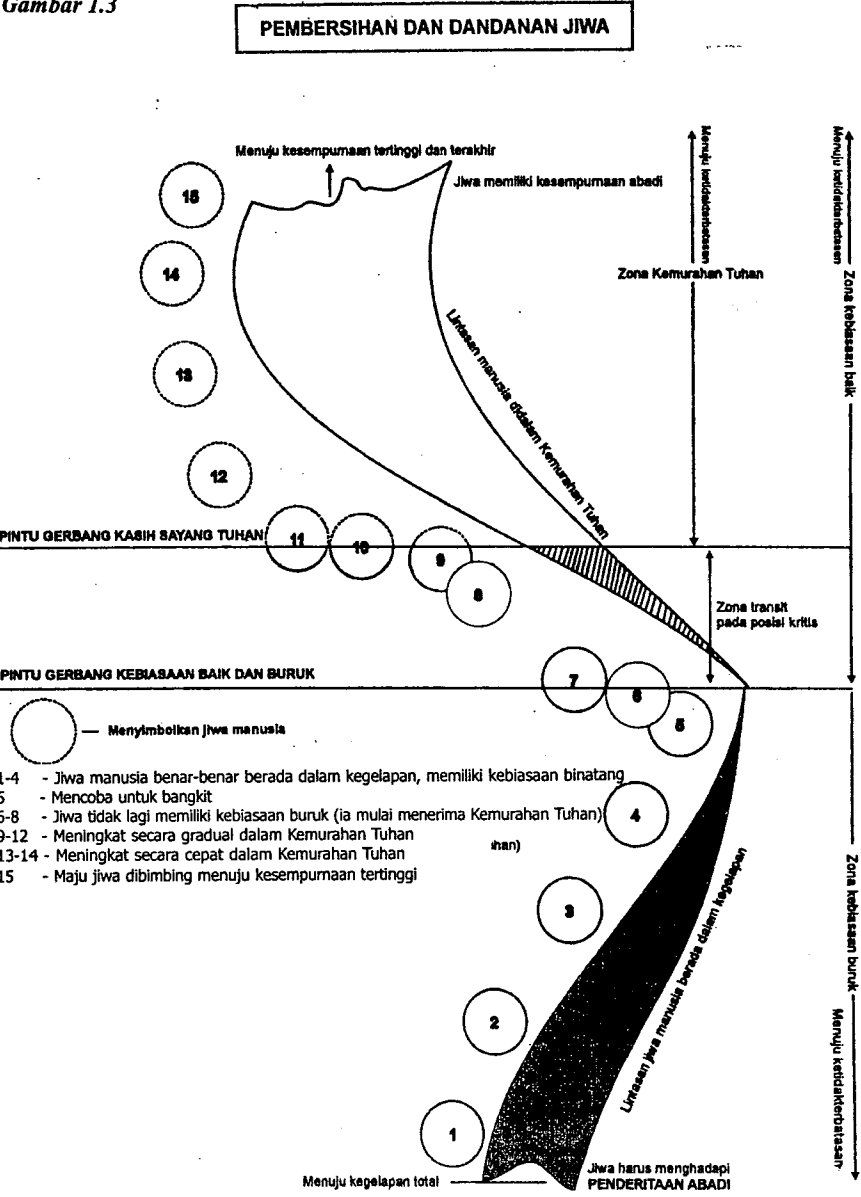 Gambar 1.3
PEMBERSIHAN DAN DANDANAN JIWA
Menuju kesempurnaan tertinggi dan terakhir
Jiwa memiliki kesempurnaan abadi
15
14
13
12
11
10
9
8
7
6
5
4
3
2
1
Menuju ketidakterbatasan
Zona Kemurahan Tuhan
Menuju ketidakterbatasan
Zona kebiasaan baik
Lintasan manusia didalam Kemurahan Tuhan
PINTU GERBANG KASIH SAYANG TUHAN
Zona transit
pada posisi kritis
PINTU GERBANG KEBIASAAN BAIK DAN BURUK
— Menyimbolkan jiwa manusia
1-4 - Jiwa manusia benar-benar berada dalam kegelapan, memiliki kebiasaan binatang
5 - Mencoba untuk bangkit
6-8 - Jiwa tidak lagi memiliki kebiasaan buruk (ia mulai menerima Kemurahan Tuhan)
9-12 - Meningkat secara gradual dalam Kemurahan Tuhan
ihan)
13-14 - Meningkat secara cepat dalam Kemurahan Tuhan
15 - Maju jiwa dibimbing menuju kesempurnaan tertinggi
Lintasan jiwa manusia berada dalam kegelapan
Zona kebiasaan buruk
Menuju ketidakterbatasan
Menuju kegelapan total
Jiwa harus menghadapi
PENDERITAAN ABADI